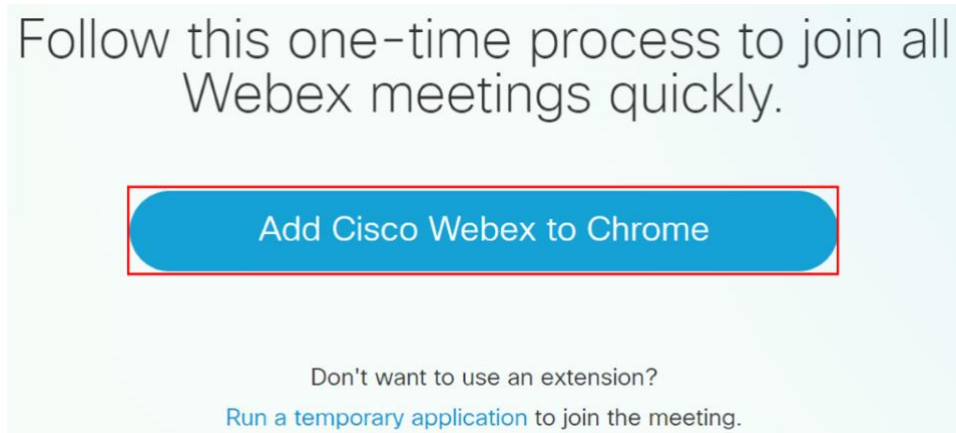 Follow this one-time process to join all
Webex meetings quickly.
Add Cisco Webex to Chrome
Don't want to use an extension?
Run a temporary application to join the meeting.